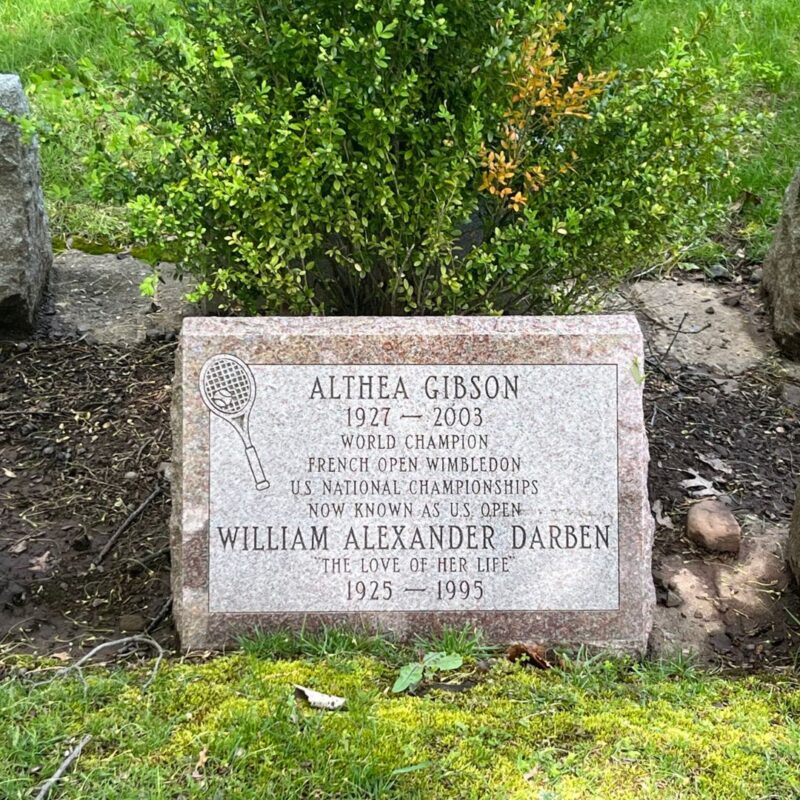 ALTHEA GIBSON
1927 — 2003
WORLD CHAMPION
FRENCH OPEN WIMBLEDON
U.S. NATIONAL CHAMPIONSHIPS
NOW KNOWN AS U.S. OPEN
WILLIAM ALEXANDER DARBEN
"THE LOVE OF HER LIFE"
1925 — 1995